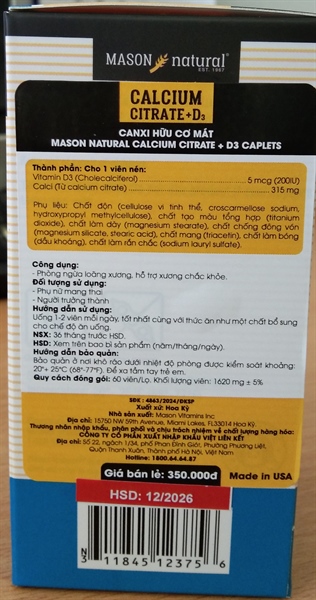 MASON natural®
EST. 1967
CALCIUM
CITRATE+D3
CANXI HỮU CƠ MÁT
MASON NATURAL CALCIUM CITRATE + D3 CAPLETS
Thành phần: Cho 1 viên nén:
Vitamin D3 (Cholecalciferol) 5 mcg (200IU)
Calci (Từ calcium citrate) 315 mg
Phụ liệu: Chất độn (cellulose vi tinh thể, croscarmellose sodium,
hydroxypropyl methylcellulose), chất tạo màu tổng hợp (titanium
dioxide), chất làm dày (magnesium stearate), chất chống đông vón
(magnesium silicate, stearic acid), chất mang (triacetin), chất làm bóng
(dầu khoáng), chất làm rắn chắc (sodium lauryl sulfate).
Công dụng:
- Phòng ngừa loãng xương, hỗ trợ xương chắc khỏe.
Đối tượng sử dụng:
- Phụ nữ mang thai
- Người trưởng thành
Hướng dẫn sử dụng:
Uống 1-2 viên mỗi ngày, tốt nhất cùng với thức ăn như một chất bổ sung
cho chế độ ăn uống.
NSX: 36 tháng trước HSD.
HSD: Xem trên bao bì sản phẩm (năm/tháng/ngày).
Hướng dẫn bảo quản:
Bảo quản ở nơi khô ráo dưới nhiệt độ phòng được kiểm soát khoảng:
20°+ 25°C (68°-77°F). Để xa tầm tay trẻ em.
Quy cách đóng gói: 60 viên/Lọ. Khối lượng viên: 1620 mg ± 5%
SĐK : 4863/2024/ĐKSP
Xuất xứ: Hoa Kỳ
Nhà sản xuất: Mason Vitamins Inc
Địa chỉ: 15750 NW 59th Avenue, Miami Lakes, FL33014 Hoa Kỳ.
Thương nhân nhập khẩu, phân phối và chịu trách nhiệm về chất lượng hàng hóa:
CÔNG TY CỔ PHẦN XUẤT NHẬP KHẨU VIỆT LIÊN KẾT
Địa chỉ: Số 22, ngách 1/34, phố Phan Đình Giót, Phường Phương Liệt,
Quận Thanh Xuân, Thành phố Hà Nội, Việt Nam
Hotline: 1800.64.64.87
Giá bán lẻ: 350.000đ Made in USA
HSD: 12/2026
3 11845 12375 6